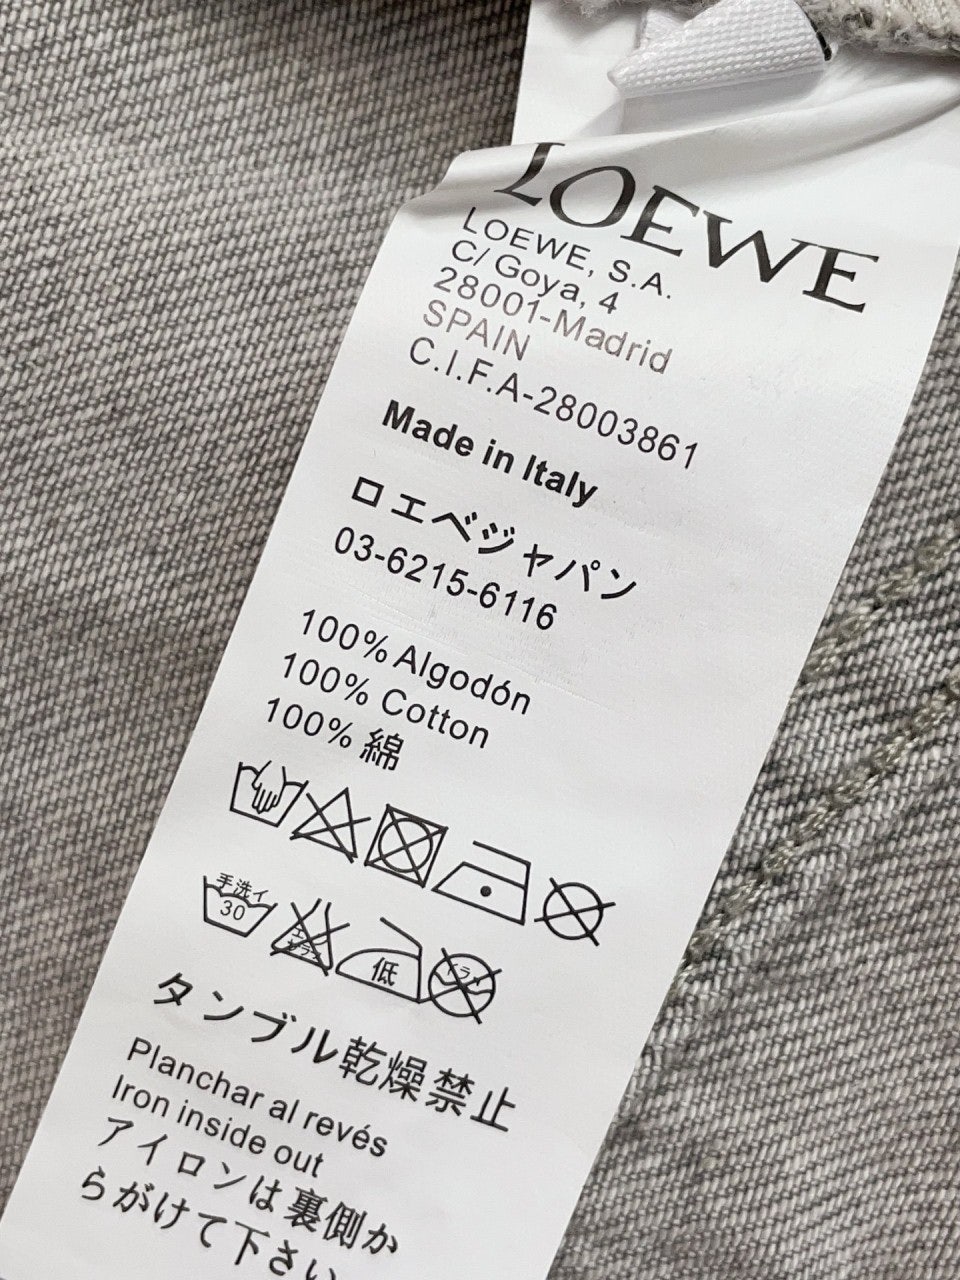 LOEWE
LOEWE, S.A.
C/ Goya, 4
28001-Madrid
SPAIN
C.I.F.A-28003861
Made in Italy
ロエベジャパン
03-6215-6116
100% Algodón
100% Cotton
100% 綿
手洗イ
30
低
タンブル乾燥禁止
Planchar al revés
Iron inside out
アイロンは裏側か
らがけて下さい